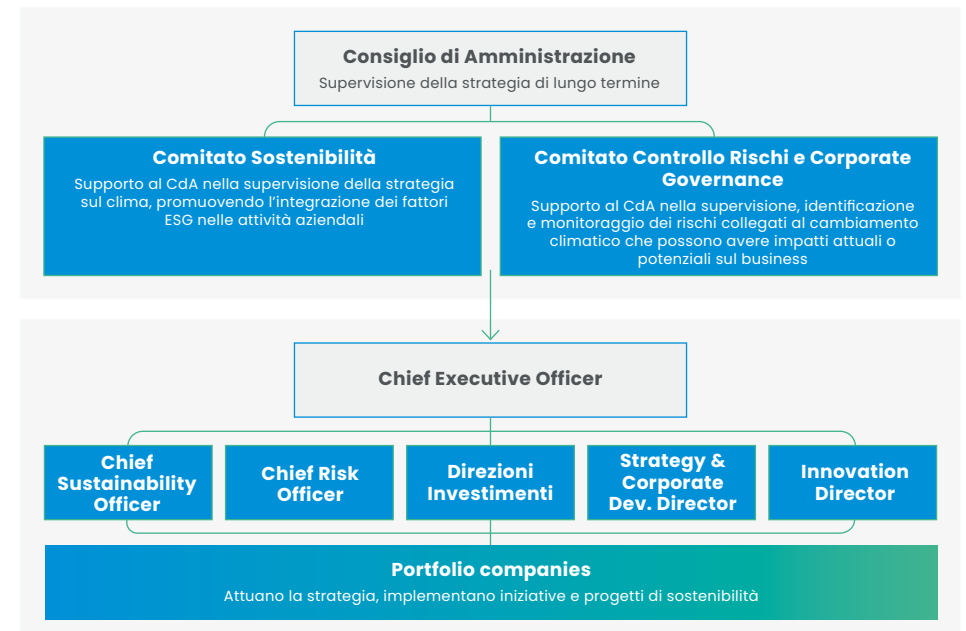 Consiglio di Amministrazione
Supervisione della strategia di lungo termine
Comitato Sostenibilità
Supporto al CdA nella supervisione della strategia
sul clima, promuovendo l’integrazione dei fattori
ESG nelle attività aziendali
Comitato Controllo Rischi e Corporate
Governance
Supporto al CdA nella supervisione, identificazione
e monitoraggio dei rischi collegati al cambiamento
climatico che possono avere impatti attuali o
potenziali sul business
Chief Executive Officer
Chief
Sustainability
Officer
Chief Risk
Officer
Direzioni
Investimenti
Strategy &
Corporate
Dev. Director
Innovation
Director
Portfolio companies
Attuano la strategia, implementano iniziative e progetti di sostenibilità